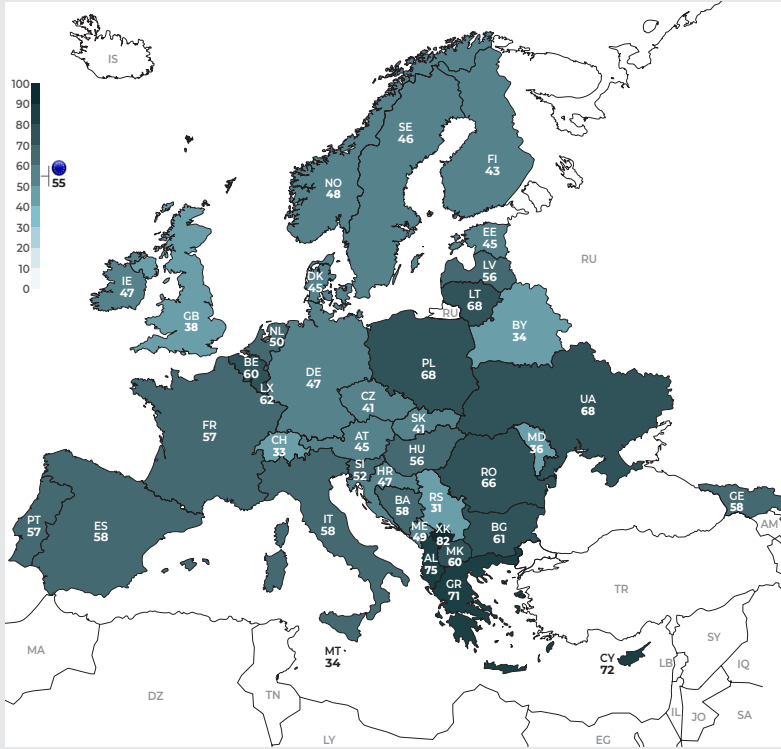 IS
100
90
80
70
60
50
40
30
20
10
0
55
SE
46
FI
43
NO
48
EE
45
RU
LV
56
DK
45
LT
68
IE
47
RU
GB
38
BY
34
NL
50
BE
60
DE
47
PL
68
LX
62
CZ
41
UA
68
SK
41
FR
57
CH
33
AT
45
MD
36
HU
56
SI
52
HR
47
RO
66
BA
58
RS
31
GE
58
PT
57
ES
58
IT
58
ME
49
XK
82
BG
61
AM
AL
75
MK
60
GR
71
TR
MA
MT
34
CY
72
LB
SY
IQ
DZ
TN
IL
JO
SA
LY
EG